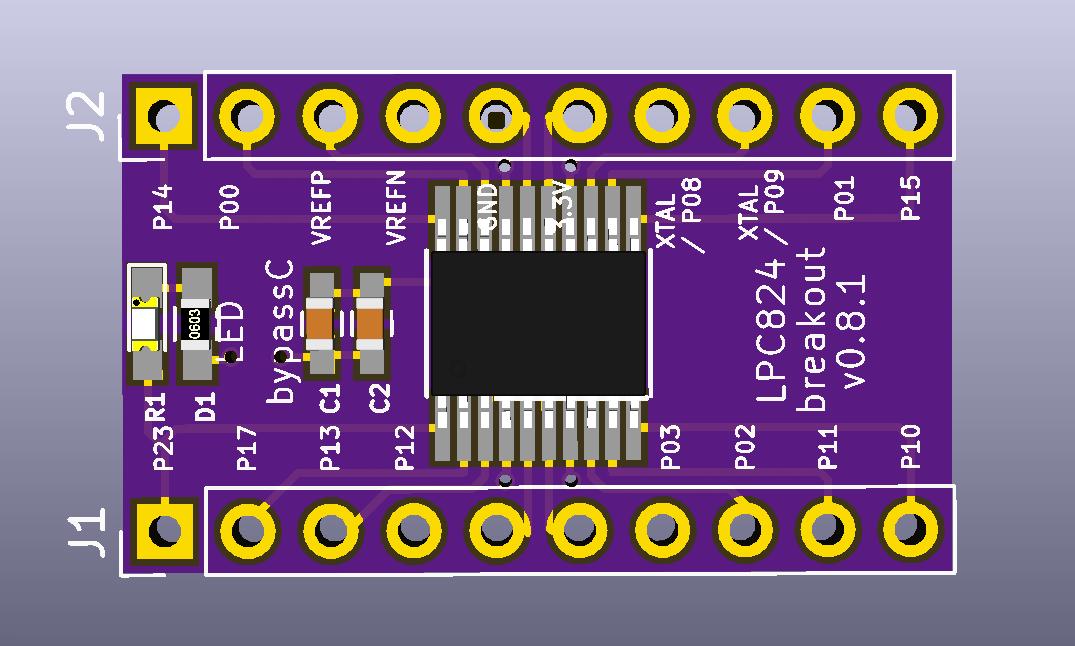 J2
P14
P00
VREFP
VREFN
GND
3.3V
XTAL
/ P08
XTAL
/ P09
P01
P15
0603
LED
bypassC
R1
D1
C1
C2
LPC824
breakout
v0.8.1
P23
P17
P13
P12
P03
P02
P11
P10
J1